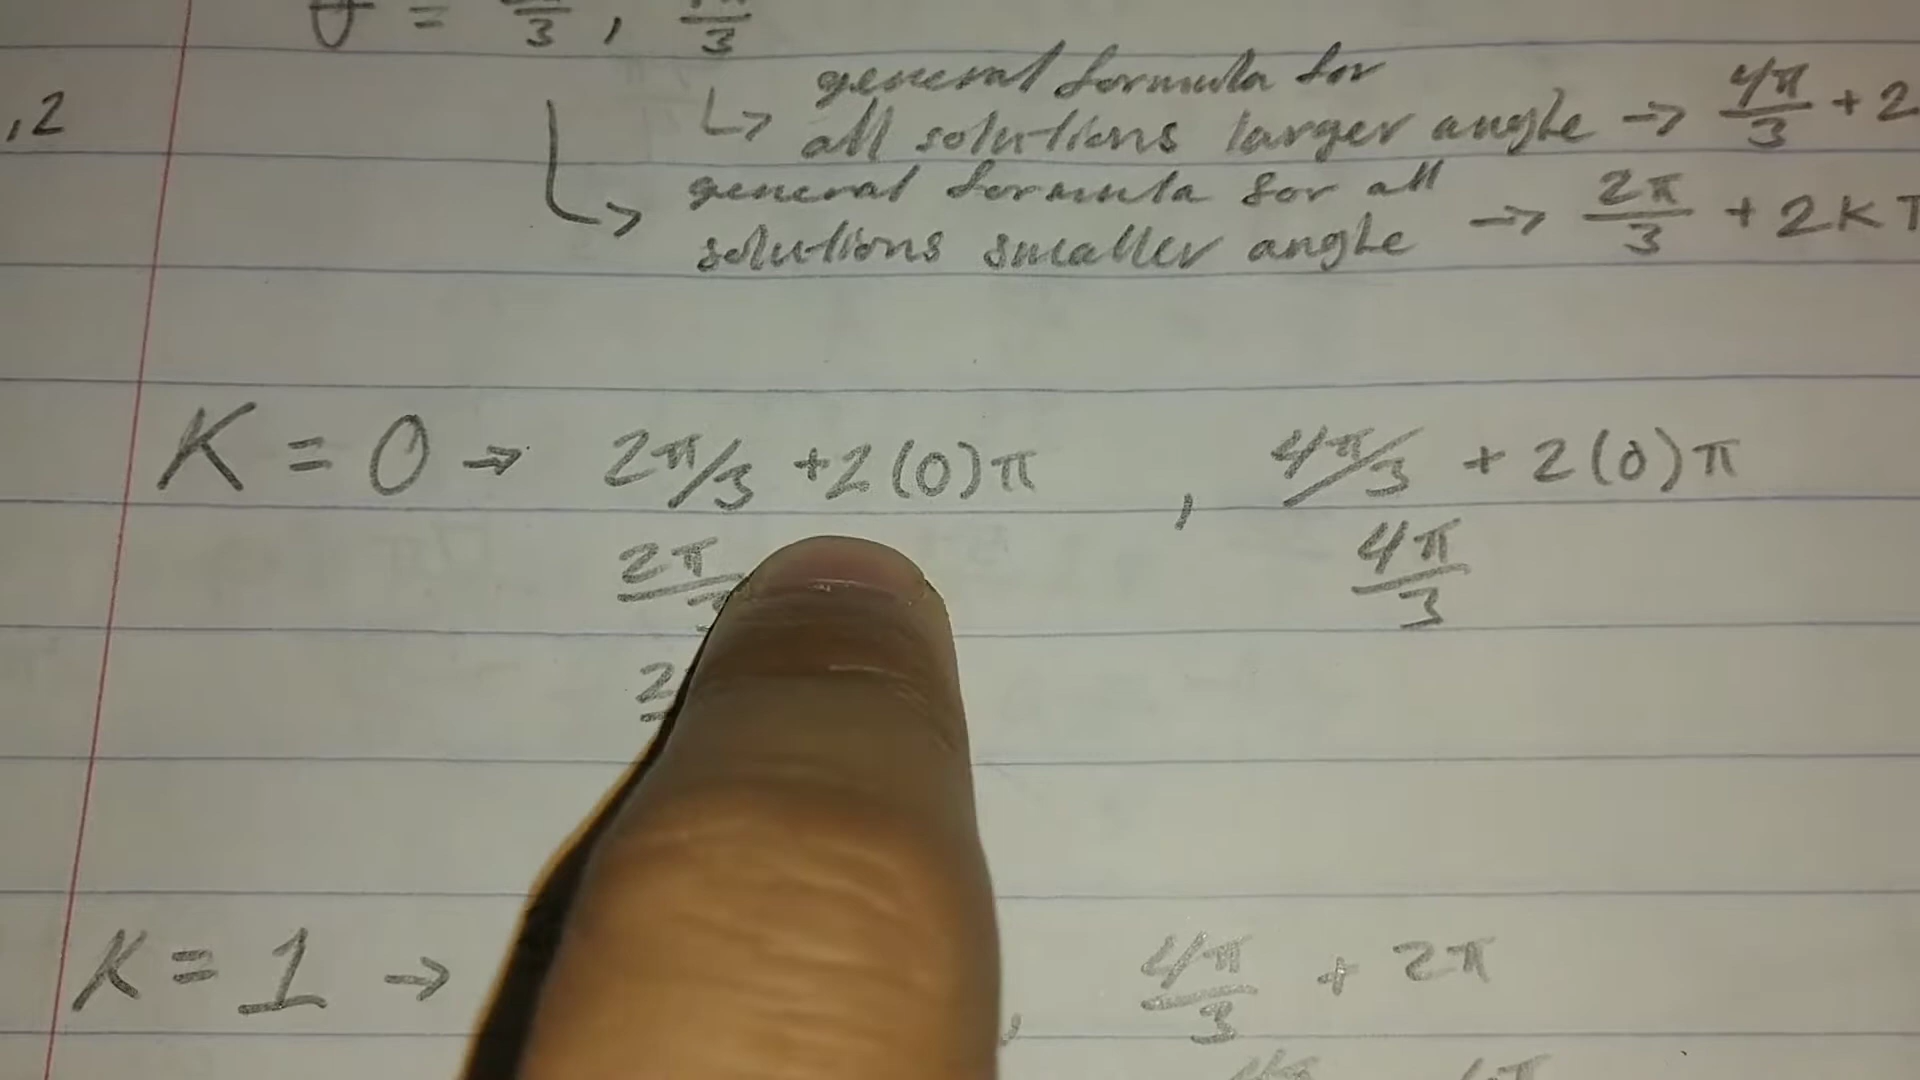 θ = 2π/3 , 4π/3
↳ general formula for
,2 all solutions larger angle → 4π/3 + 2
↳ general formula for all
solutions smaller angle → 2π/3 + 2K
K = 0 → 2π/3 + 2(0)π , 4π/3 + 2(0)π
2π 4π/3
2
K = 1 → , 4π/3 + 2π